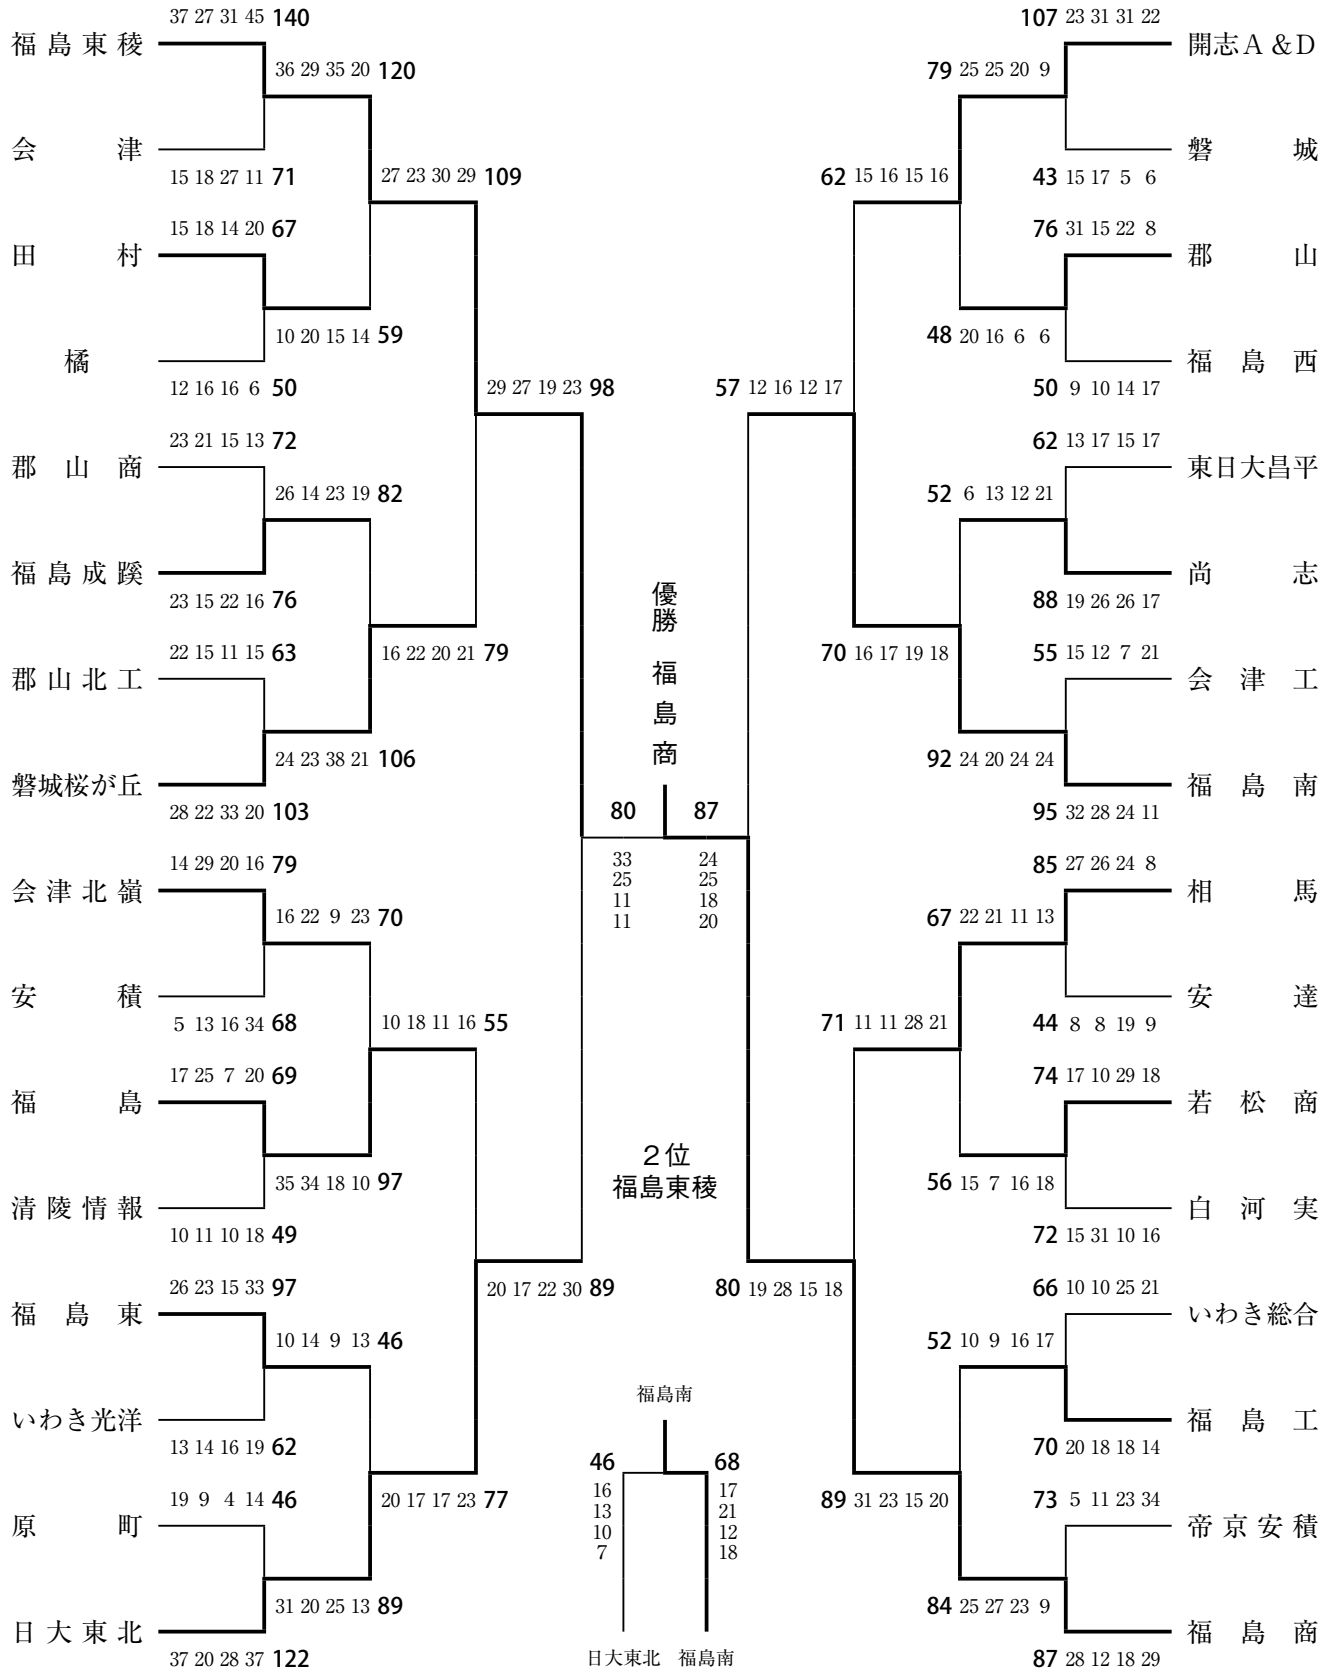 37 27 31 45 140
福島東稜
36 29 35 20 120
会津
15 18 27 11 71
27 23 30 29 109
15 18 14 20 67
田村
10 20 15 14 59
橘
12 16 16 6 50
29 27 19 23 98
23 21 15 13 72
郡山商
26 14 23 19 82
福島成蹊
23 15 22 16 76
22 15 11 15 63
16 22 20 21 79
郡山北工
24 23 38 21 106
磐城桜が丘
28 22 33 20 103
14 29 20 16 79
会津北嶺
16 22 9 23 70
安積
5 13 16 34 68
10 18 11 16 55
17 25 7 20 69
福島
35 34 18 10 97
清陵情報
10 11 10 18 49
26 23 15 33 97
20 17 22 30 89
福島東
10 14 9 13 46
いわき光洋
13 14 16 19 62
19 9 4 14 46
20 17 17 23 77
原町
31 20 25 13 89
日大東北
37 20 28 37 122
優勝 福島商
80 87
33 24
25 25
11 18
11 20
2位
福島東稜
福島南
46 68
16 17
13 21
10 12
7 18
日大東北 福島南
107 23 31 31 22
開志A&D
79 25 25 20 9
磐城
43 15 17 5 6
62 15 16 15 16
76 31 15 22 8
郡山
48 20 16 6 6
福島西
50 9 10 14 17
57 12 16 12 17
62 13 17 15 17
東日大昌平
52 6 13 12 21
尚志
88 19 26 26 17
55 15 12 7 21
70 16 17 19 18
会津工
92 24 20 24 24
福島南
95 32 28 24 11
85 27 26 24 8
相馬
67 22 21 11 13
安達
44 8 8 19 9
71 11 11 28 21
74 17 10 29 18
若松商
56 15 7 16 18
白河実
72 15 31 10 16
66 10 10 25 21
80 19 28 15 18
いわき総合
52 10 9 16 17
福島工
70 20 18 18 14
73 5 11 23 34
89 31 23 15 20
帝京安積
84 25 27 23 9
福島商
87 28 12 18 29